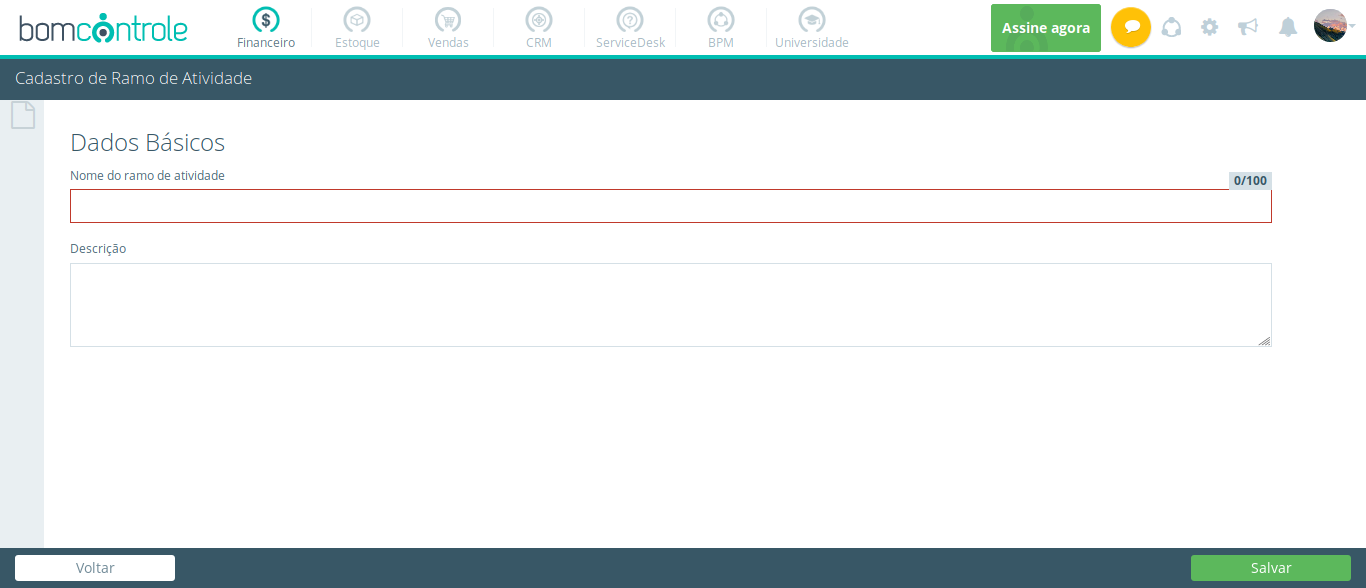 bomcontrole
Financeiro
Estoque
Vendas
CRM
ServiceDesk
BPM
Universidade
Assine agora
Cadastro de Ramo de Atividade
Dados Básicos
Nome do ramo de atividade
0/100
Descrição
Voltar
Salvar